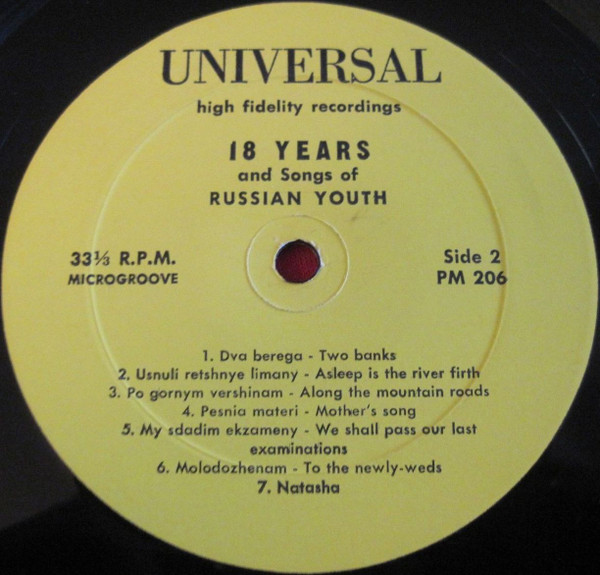 UNIVERSAL
high fidelity recordings
18 YEARS
and Songs of
RUSSIAN YOUTH
33⅓ R.P.M.
MICROGROOVE
Side 2
PM 206
1. Dva berega - Two banks
2. Usnuli retshnye limany - Asleep is the river firth
3. Po gornym vershinam - Along the mountain roads
4. Pesnia materi - Mother's song
5. My sdadim ekzameny - We shall pass our last
examinations
6. Molodozhenam - To the newly-weds
7. Natasha